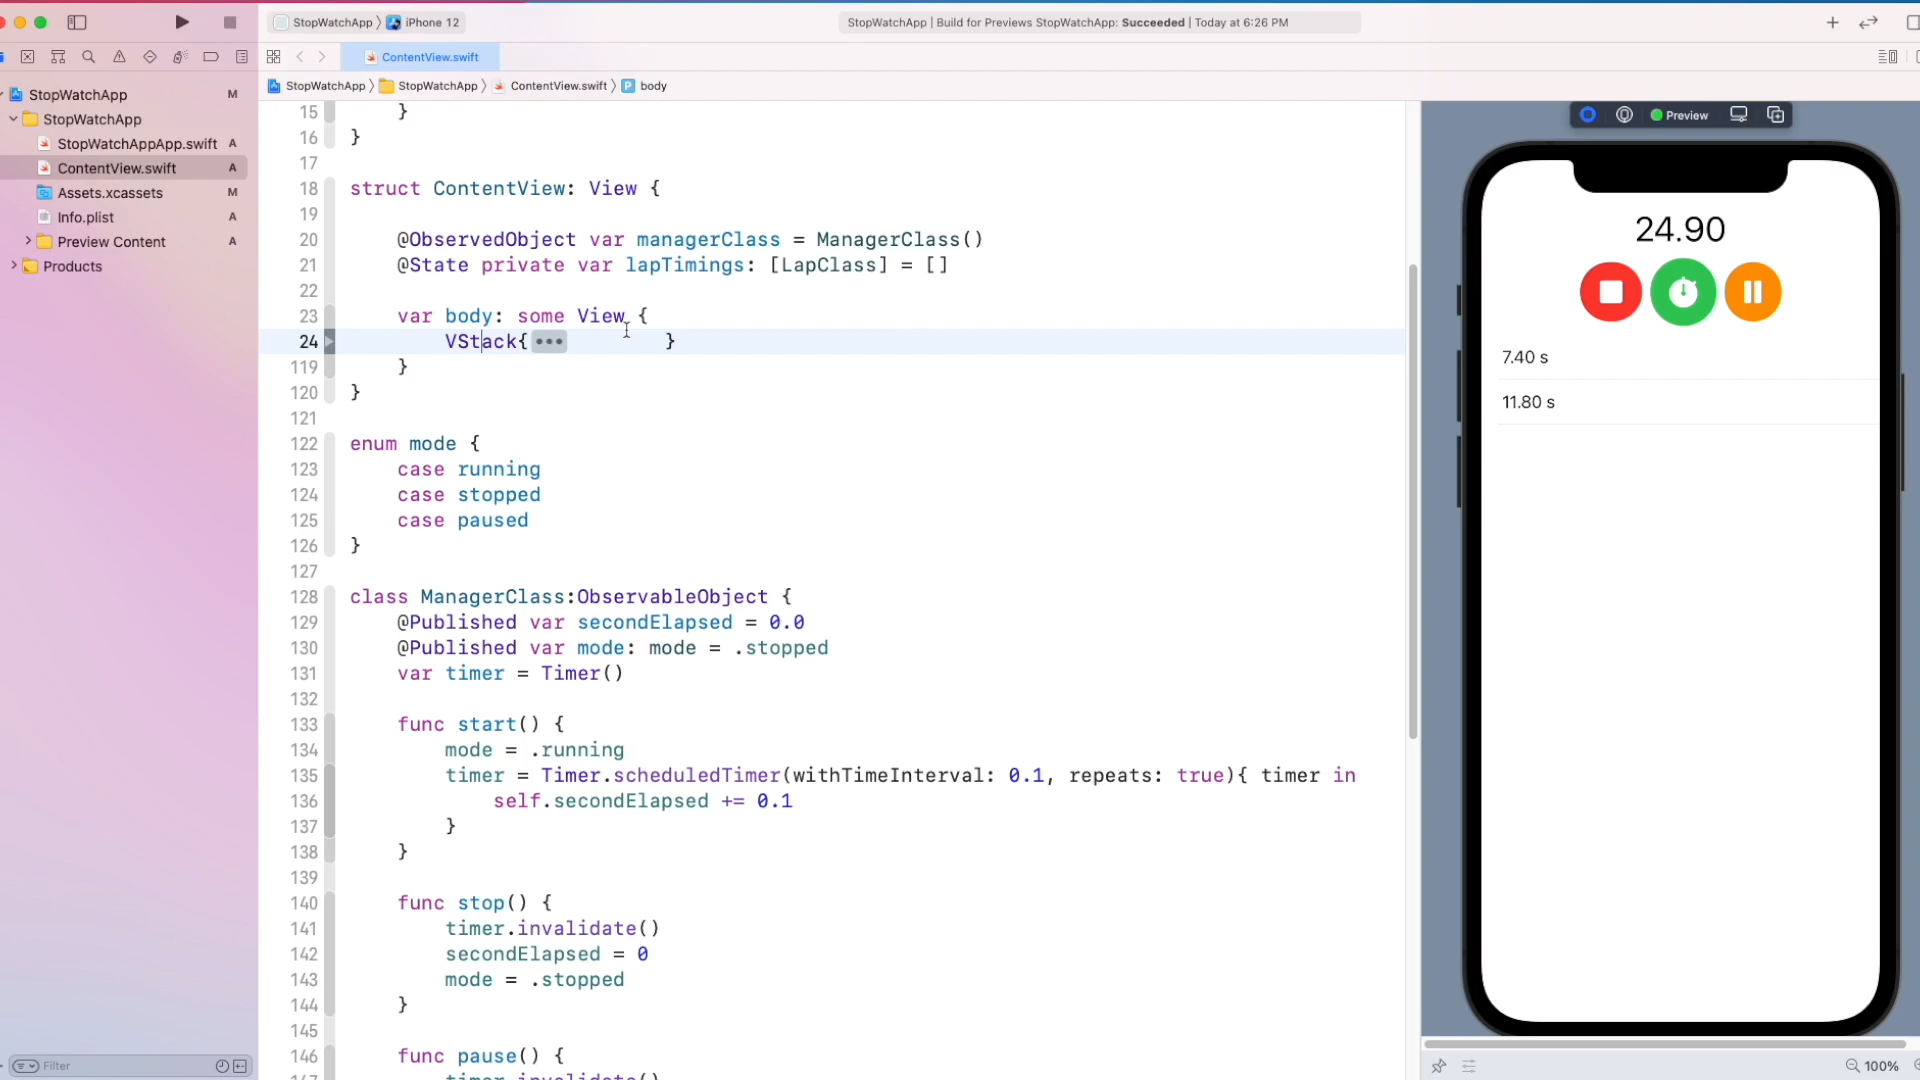 StopWatchApp
iPhone 12
StopWatchApp | Build for Previews StopWatchApp: Succeeded | Today at 6:26 PM
ContentView.swift
StopWatchApp
StopWatchApp
ContentView.swift
P body
StopWatchApp M
StopWatchApp
StopWatchAppApp.swift A
ContentView.swift A
Assets.xcassets M
Info.plist A
Preview Content A
Products
Filter
15 }
16 }
17
18 struct ContentView: View {
19
20 @ObservedObject var managerClass = ManagerClass()
21 @State private var lapTimings: [LapClass] = []
22
23 var body: some View {
24 VStack{••• }
119 }
120 }
121
122 enum mode {
123 case running
124 case stopped
125 case paused
126 }
127
128 class ManagerClass:ObservableObject {
129 @Published var secondElapsed = 0.0
130 @Published var mode: mode = .stopped
131 var timer = Timer()
132
133 func start() {
134 mode = .running
135 timer = Timer.scheduledTimer(withTimeInterval: 0.1, repeats: true){ timer in
136 self.secondElapsed += 0.1
137 }
138 }
139
140 func stop() {
141 timer.invalidate()
142 secondElapsed = 0
143 mode = .stopped
144 }
145
146 func pause() {
147 timer.invalidate()
Preview
24.90
7.40 s
11.80 s
100%